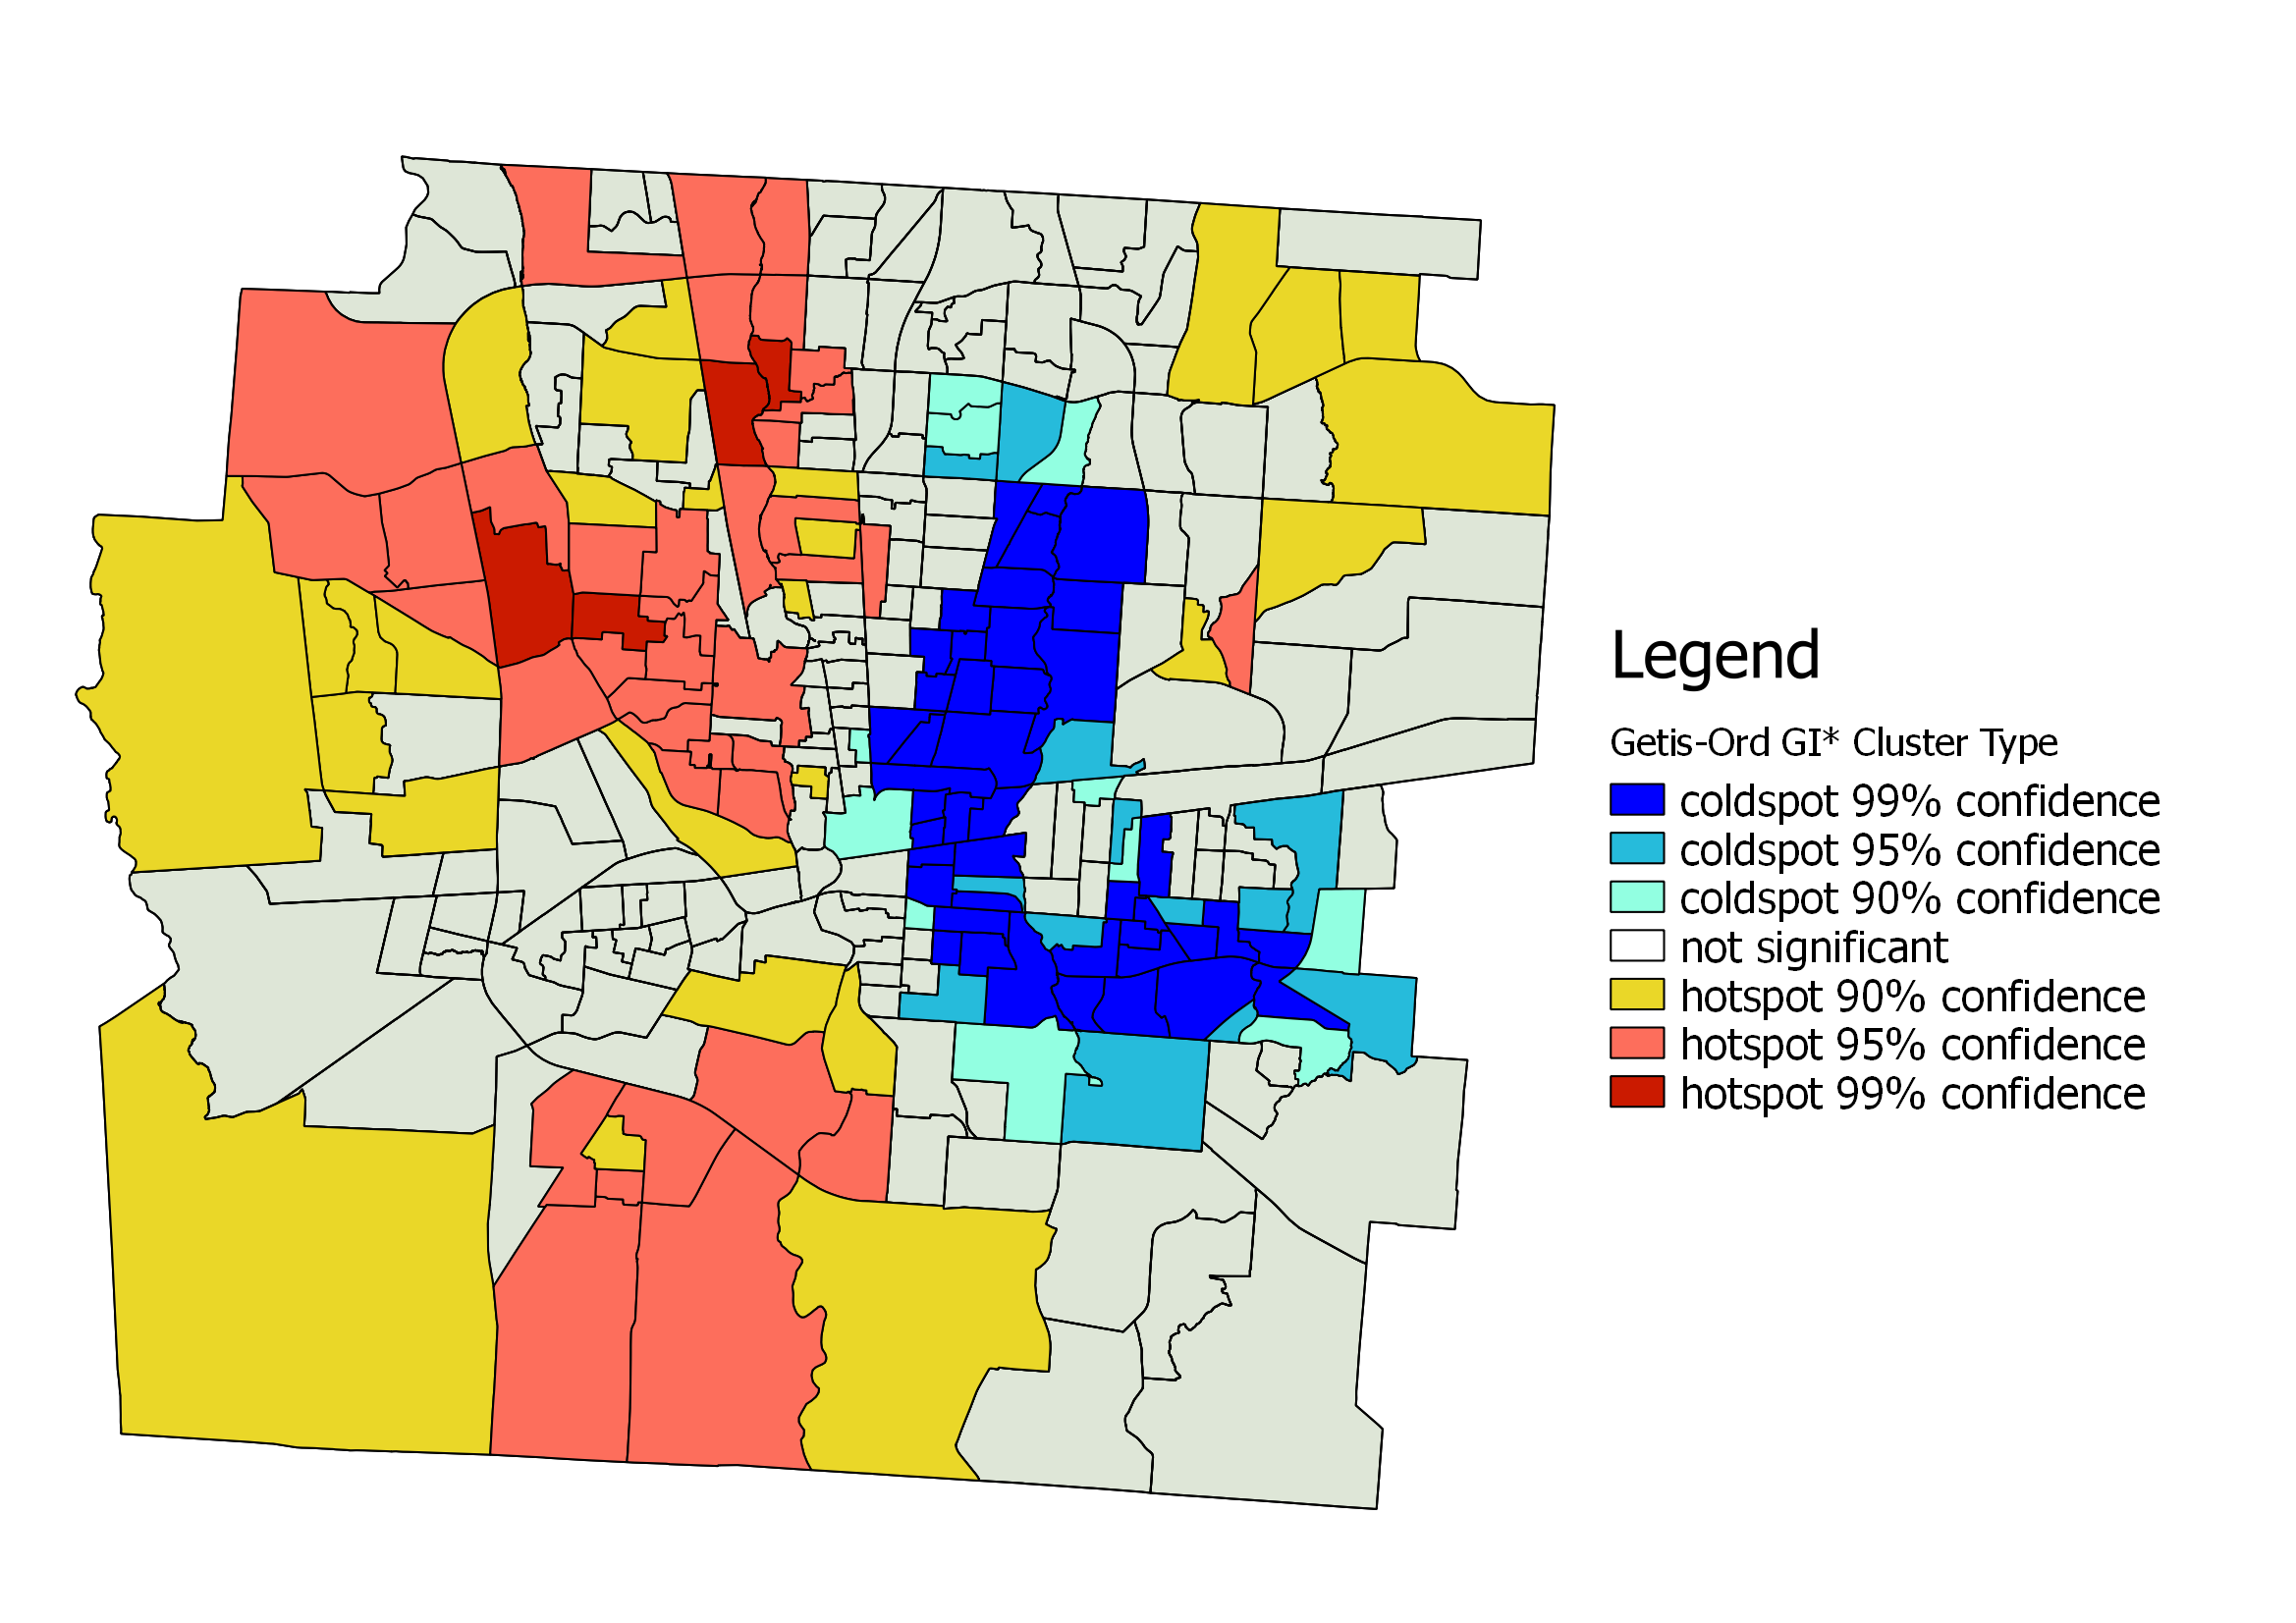 Legend
Getis-Ord GI* Cluster Type
coldspot 99% confidence
coldspot 95% confidence
coldspot 90% confidence
not significant
hotspot 90% confidence
hotspot 95% confidence
hotspot 99% confidence